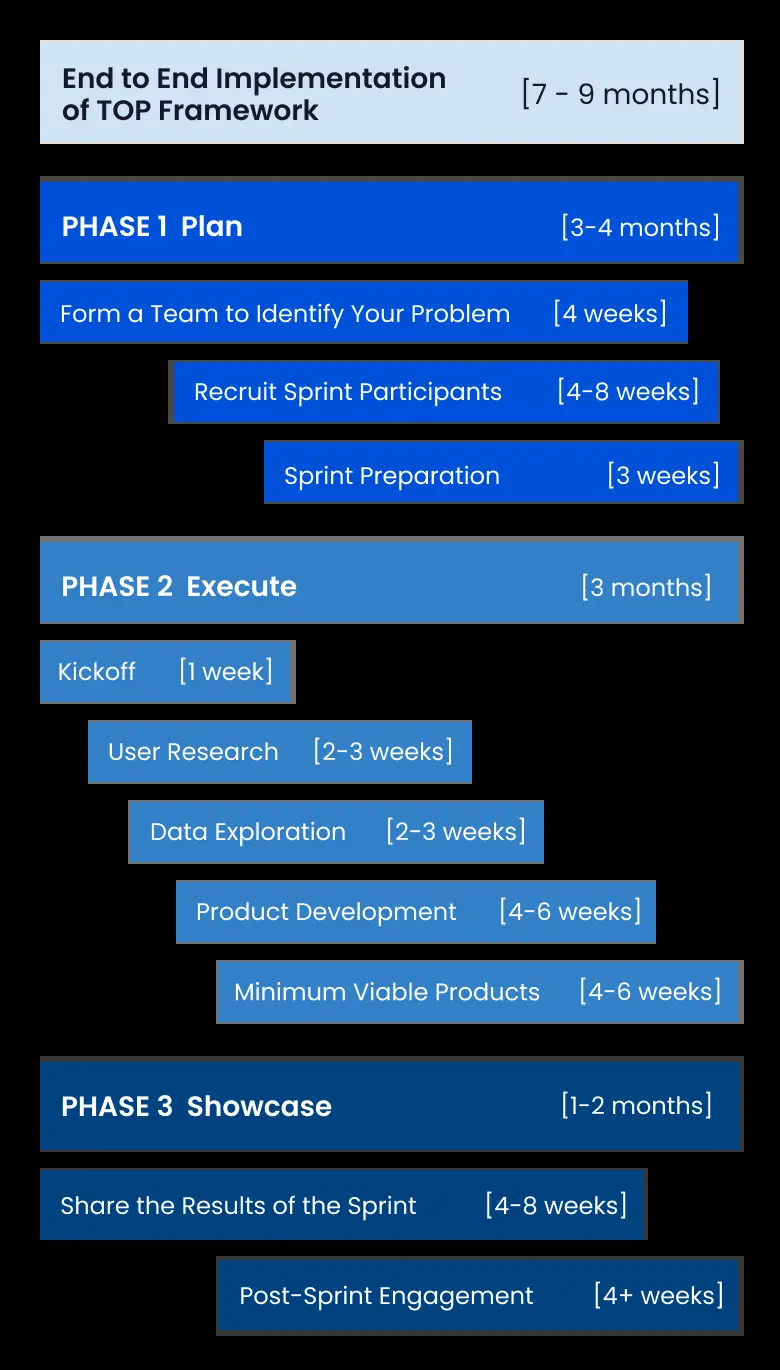 End to End Implementation
of TOP Framework [7 - 9 months]
PHASE 1 Plan [3-4 months]
Form a Team to Identify Your Problem [4 weeks]
Recruit Sprint Participants [4-8 weeks]
Sprint Preparation [3 weeks]
PHASE 2 Execute [3 months]
Kickoff [1 week]
User Research [2-3 weeks]
Data Exploration [2-3 weeks]
Product Development [4-6 weeks]
Minimum Viable Products [4-6 weeks]
PHASE 3 Showcase [1-2 months]
Share the Results of the Sprint [4-8 weeks]
Post-Sprint Engagement [4+ weeks]